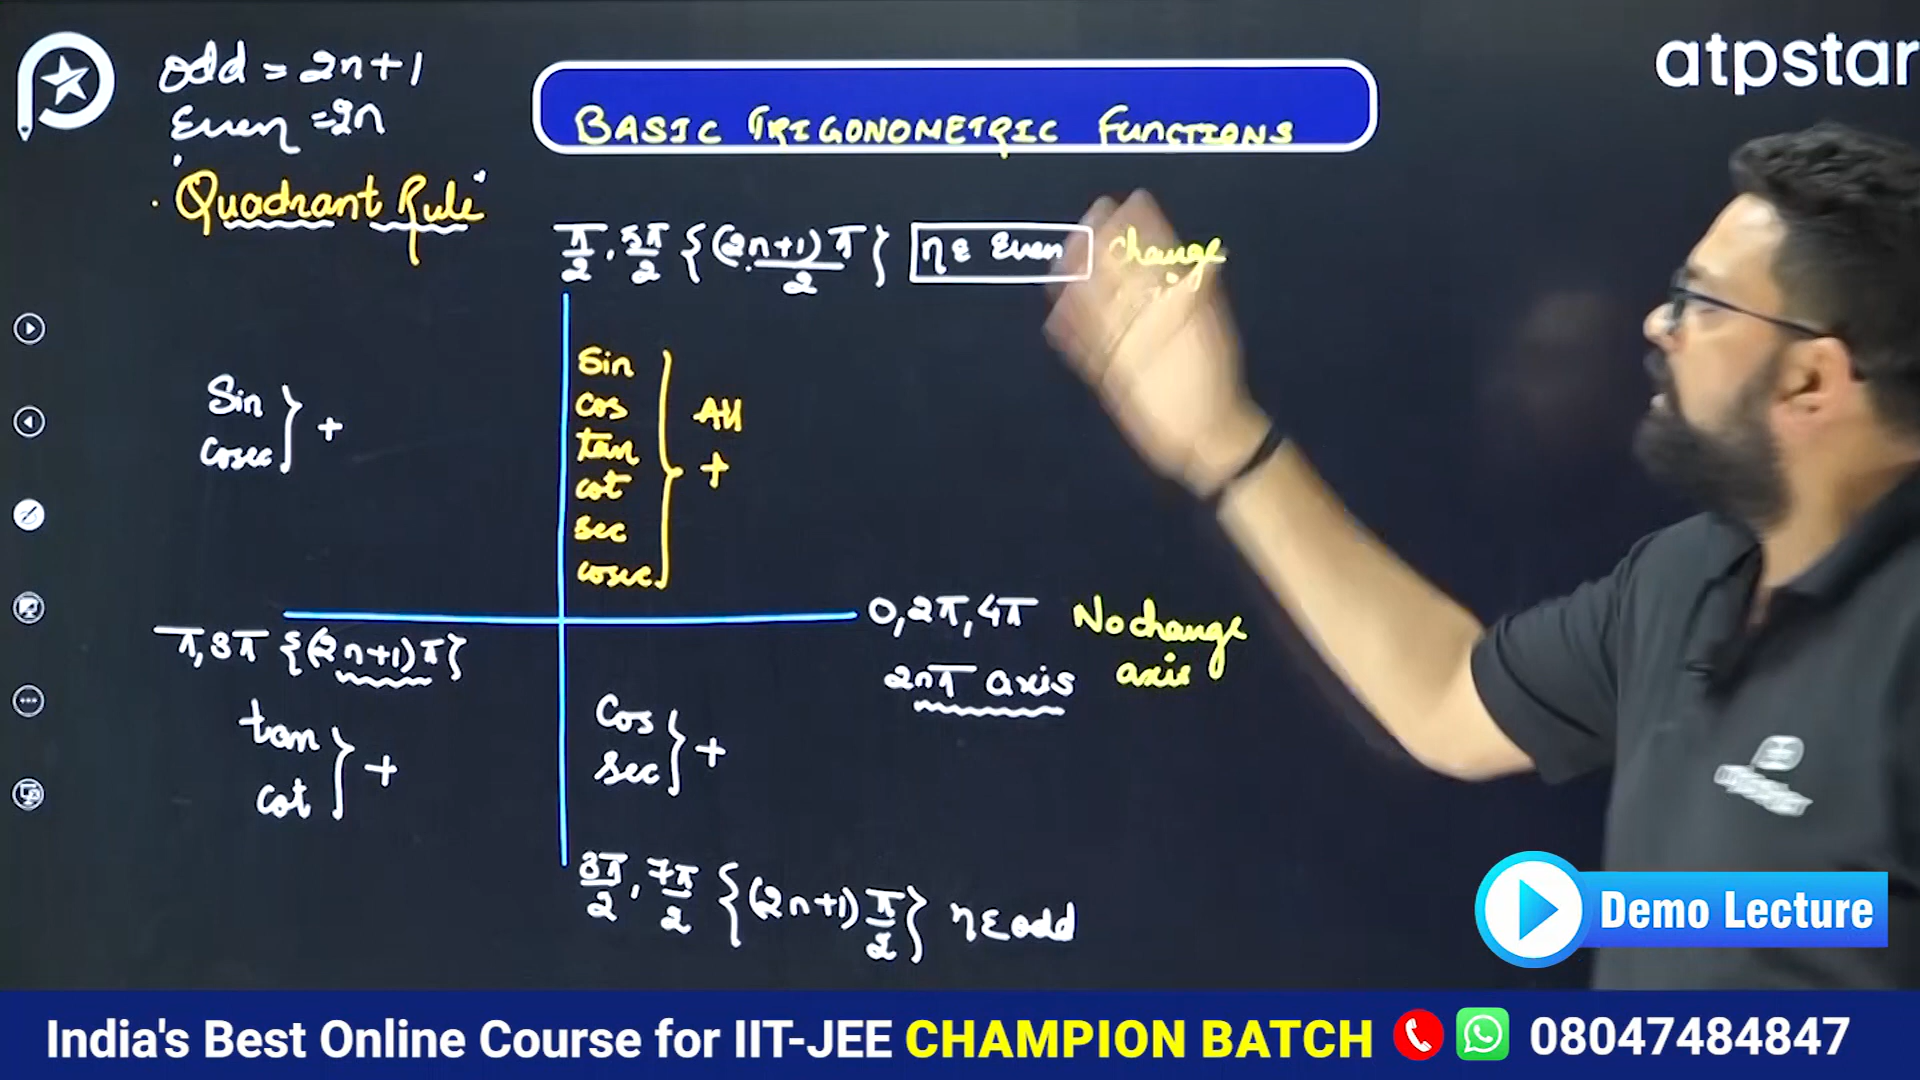 odd = 2n+1
Even = 2n
atpstar
BASIC TRIGONOMETRIC FUNCTIONS
Quadrant Rule
π/2, 5π/2 {(2n+1)π/2} n ε Even change
Sin
cos
tan
cot
sec
cosec
All
+
Sin
cosec
+
0, 2π, 4π
2nπ axis
No change
axis
π, 3π {(2n+1)π}
tan
cot
+
Cos
sec
+
3π/2, 7π/2 {(2n+1)π/2} n ε odd
Demo Lecture
India's Best Online Course for IIT-JEE CHAMPION BATCH 08047484847